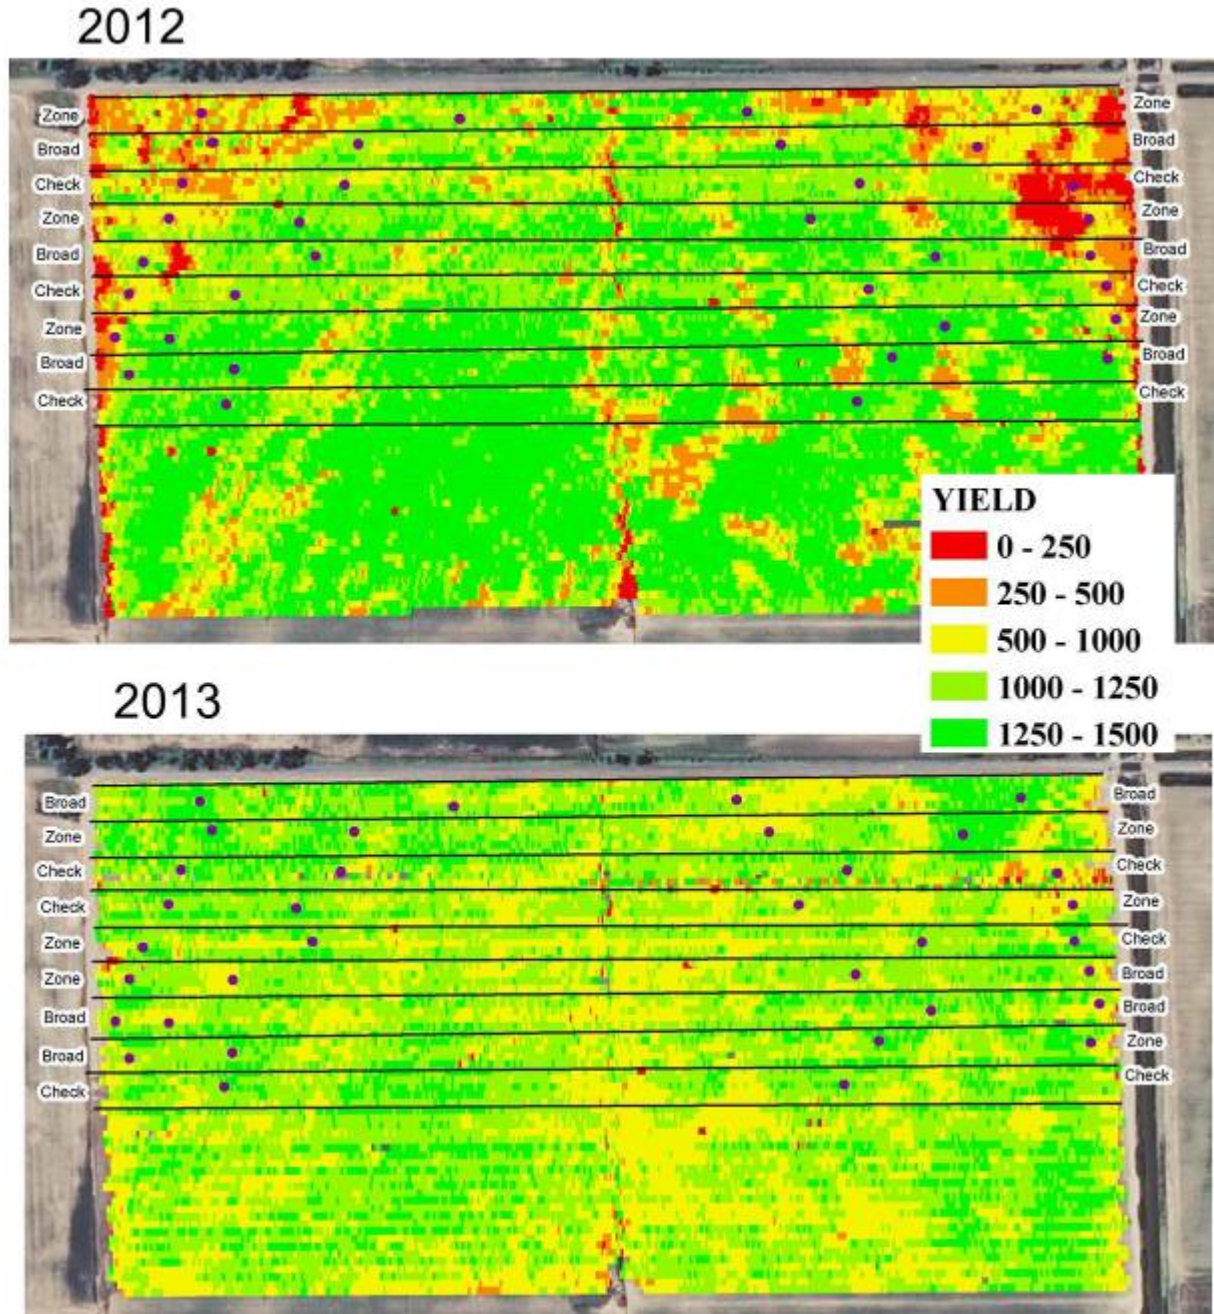 2012
Zone Zone
Broad Broad
Check Check
Zone Zone
Broad Broad
Check Check
Zone Zone
Broad Broad
Check Check
YIELD
0 - 250
250 - 500
500 - 1000
1000 - 1250
1250 - 1500
2013
Broad Broad
Zone Zone
Check Check
Check Zone
Zone Check
Zone Broad
Broad Broad
Broad Zone
Check Check